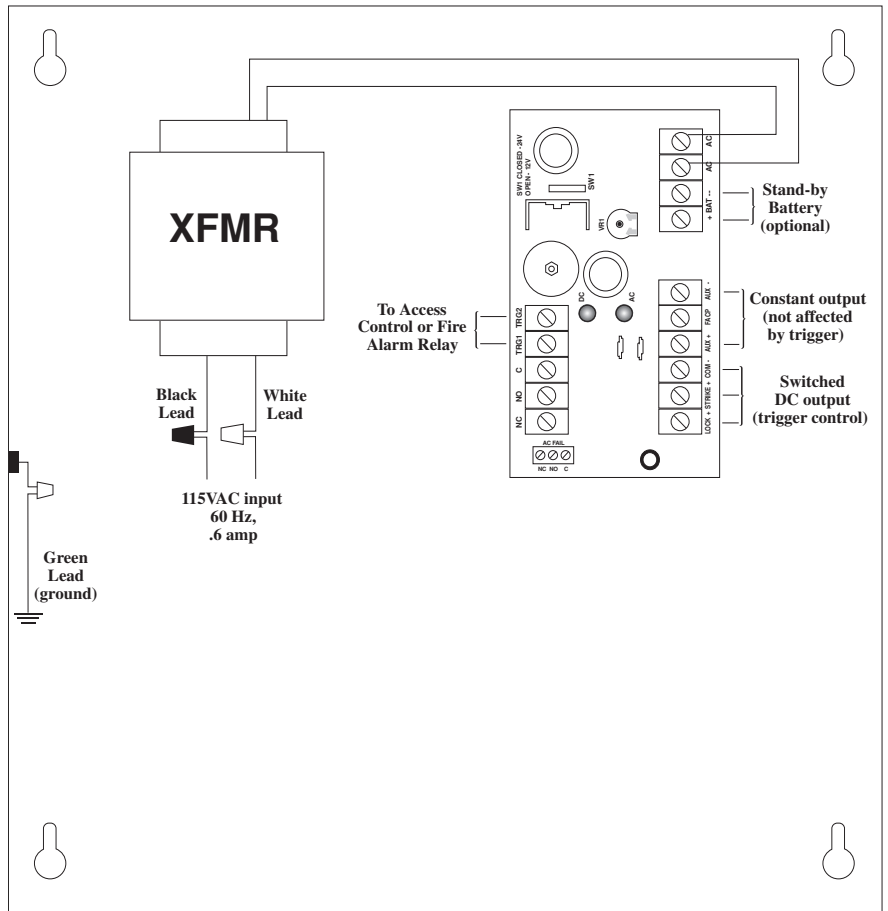 XFMR
Black
Lead
White
Lead
115VAC input
60 Hz,
.6 amp
Green
Lead
(ground)
To Access
Control or Fire
Alarm Relay
SW1 CLOSED - 24V
OPEN - 12V
SW1
VR1
DC
AC
TRG2
TRG1
C
NO
NC
AC FAIL
NC NO C
AC
AC
+ BAT --
Stand-by
Battery
(optional)
AUX -
FACP
AUX +
COM -
STRIKE +
LOCK +
Constant output
(not affected
by trigger)
Switched
DC output
(trigger control)